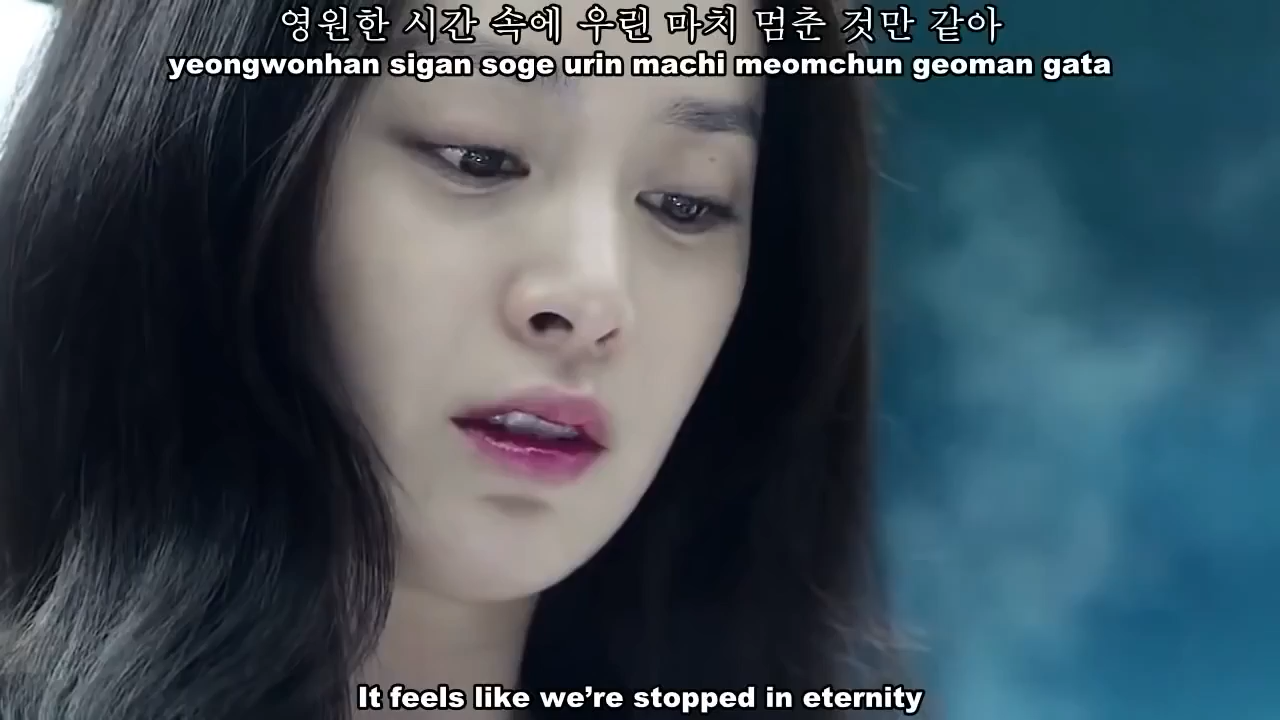 영원한 시간 속에 우린 마치 멈춘 것만 같아
yeongwonhan sigan soge urin machi meomchun geoman gata
It feels like we're stopped in eternity